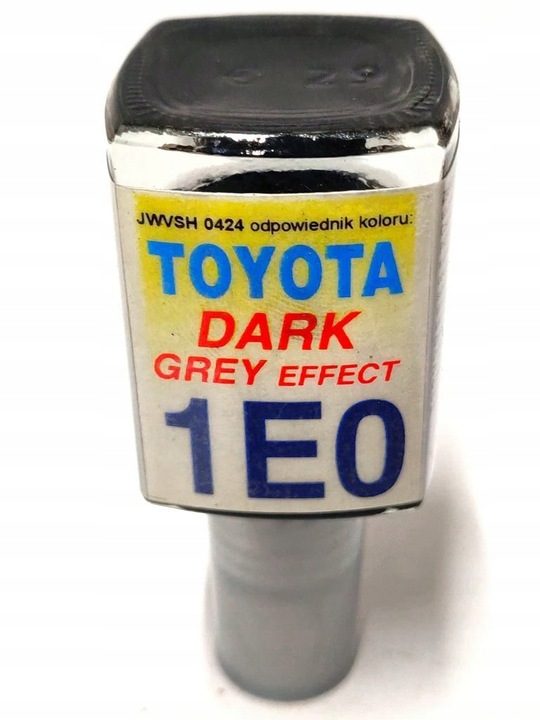 JWVSH 0424 odpowiednik koloru:
TOYOTA
DARK
GREY EFFECT
1E0